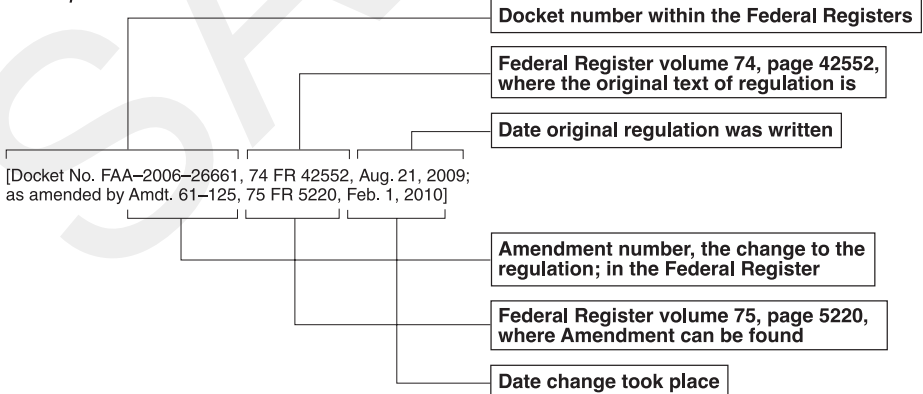 Docket number within the Federal Registers
Federal Register volume 74, page 42552,
where the original text of regulation is
Date original regulation was written
[Docket No. FAA–2006–26661, 74 FR 42552, Aug. 21, 2009;
as amended by Amdt. 61–125, 75 FR 5220, Feb. 1, 2010]
Amendment number, the change to the
regulation; in the Federal Register
Federal Register volume 75, page 5220,
where Amendment can be found
Date change took place